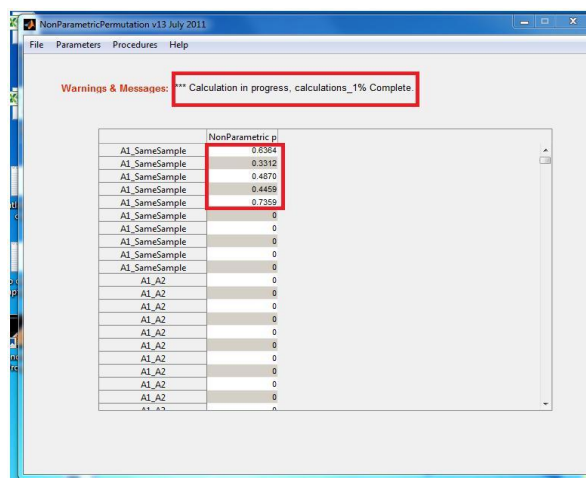 NonParametricPermutation v13 July 2011
File Parameters Procedures Help
Warnings & Messages: *** Calculation in progress, calculations_1% Complete.
NonParametric p
A1_SameSample 0.6364
A1_SameSample 0.3312
A1_SameSample 0.4870
A1_SameSample 0.4459
A1_SameSample 0.7359
A1_SameSample 0
A1_SameSample 0
A1_SameSample 0
A1_SameSample 0
A1_SameSample 0
A1_A2 0
A1_A2 0
A1_A2 0
A1_A2 0
A1_A2 0
A1_A2 0
A1_A2 0
A1_A2 0
A1_A2 0
A1_A2 0
A1_A2 0